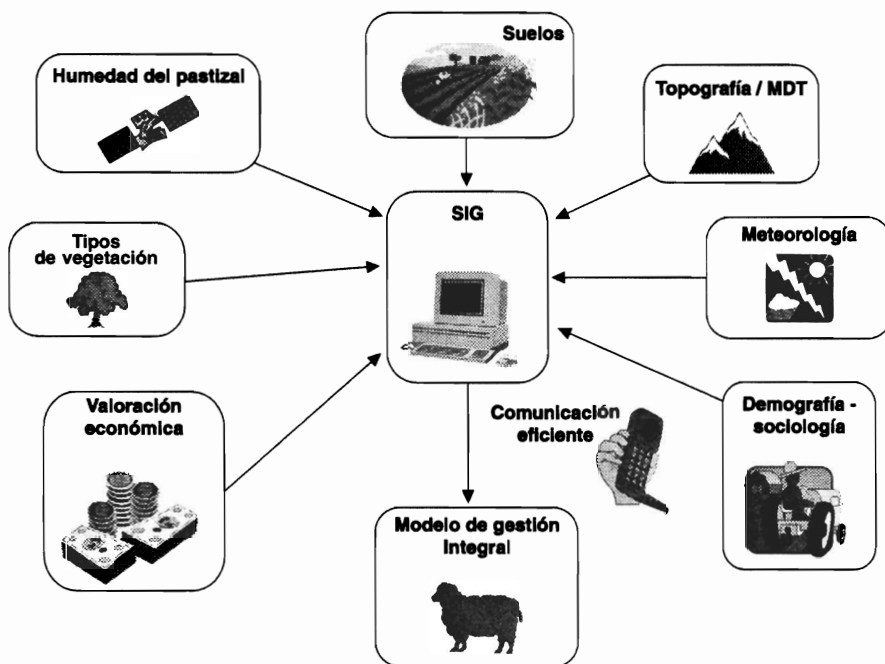 Suelos
Humedad del pastizal
Topografía / MDT
SIG
Tipos
de vegetación
Meteorología
Valoración
económica
Comunicación
eficiente
Demografía -
sociología
Modelo de gestión
Integral